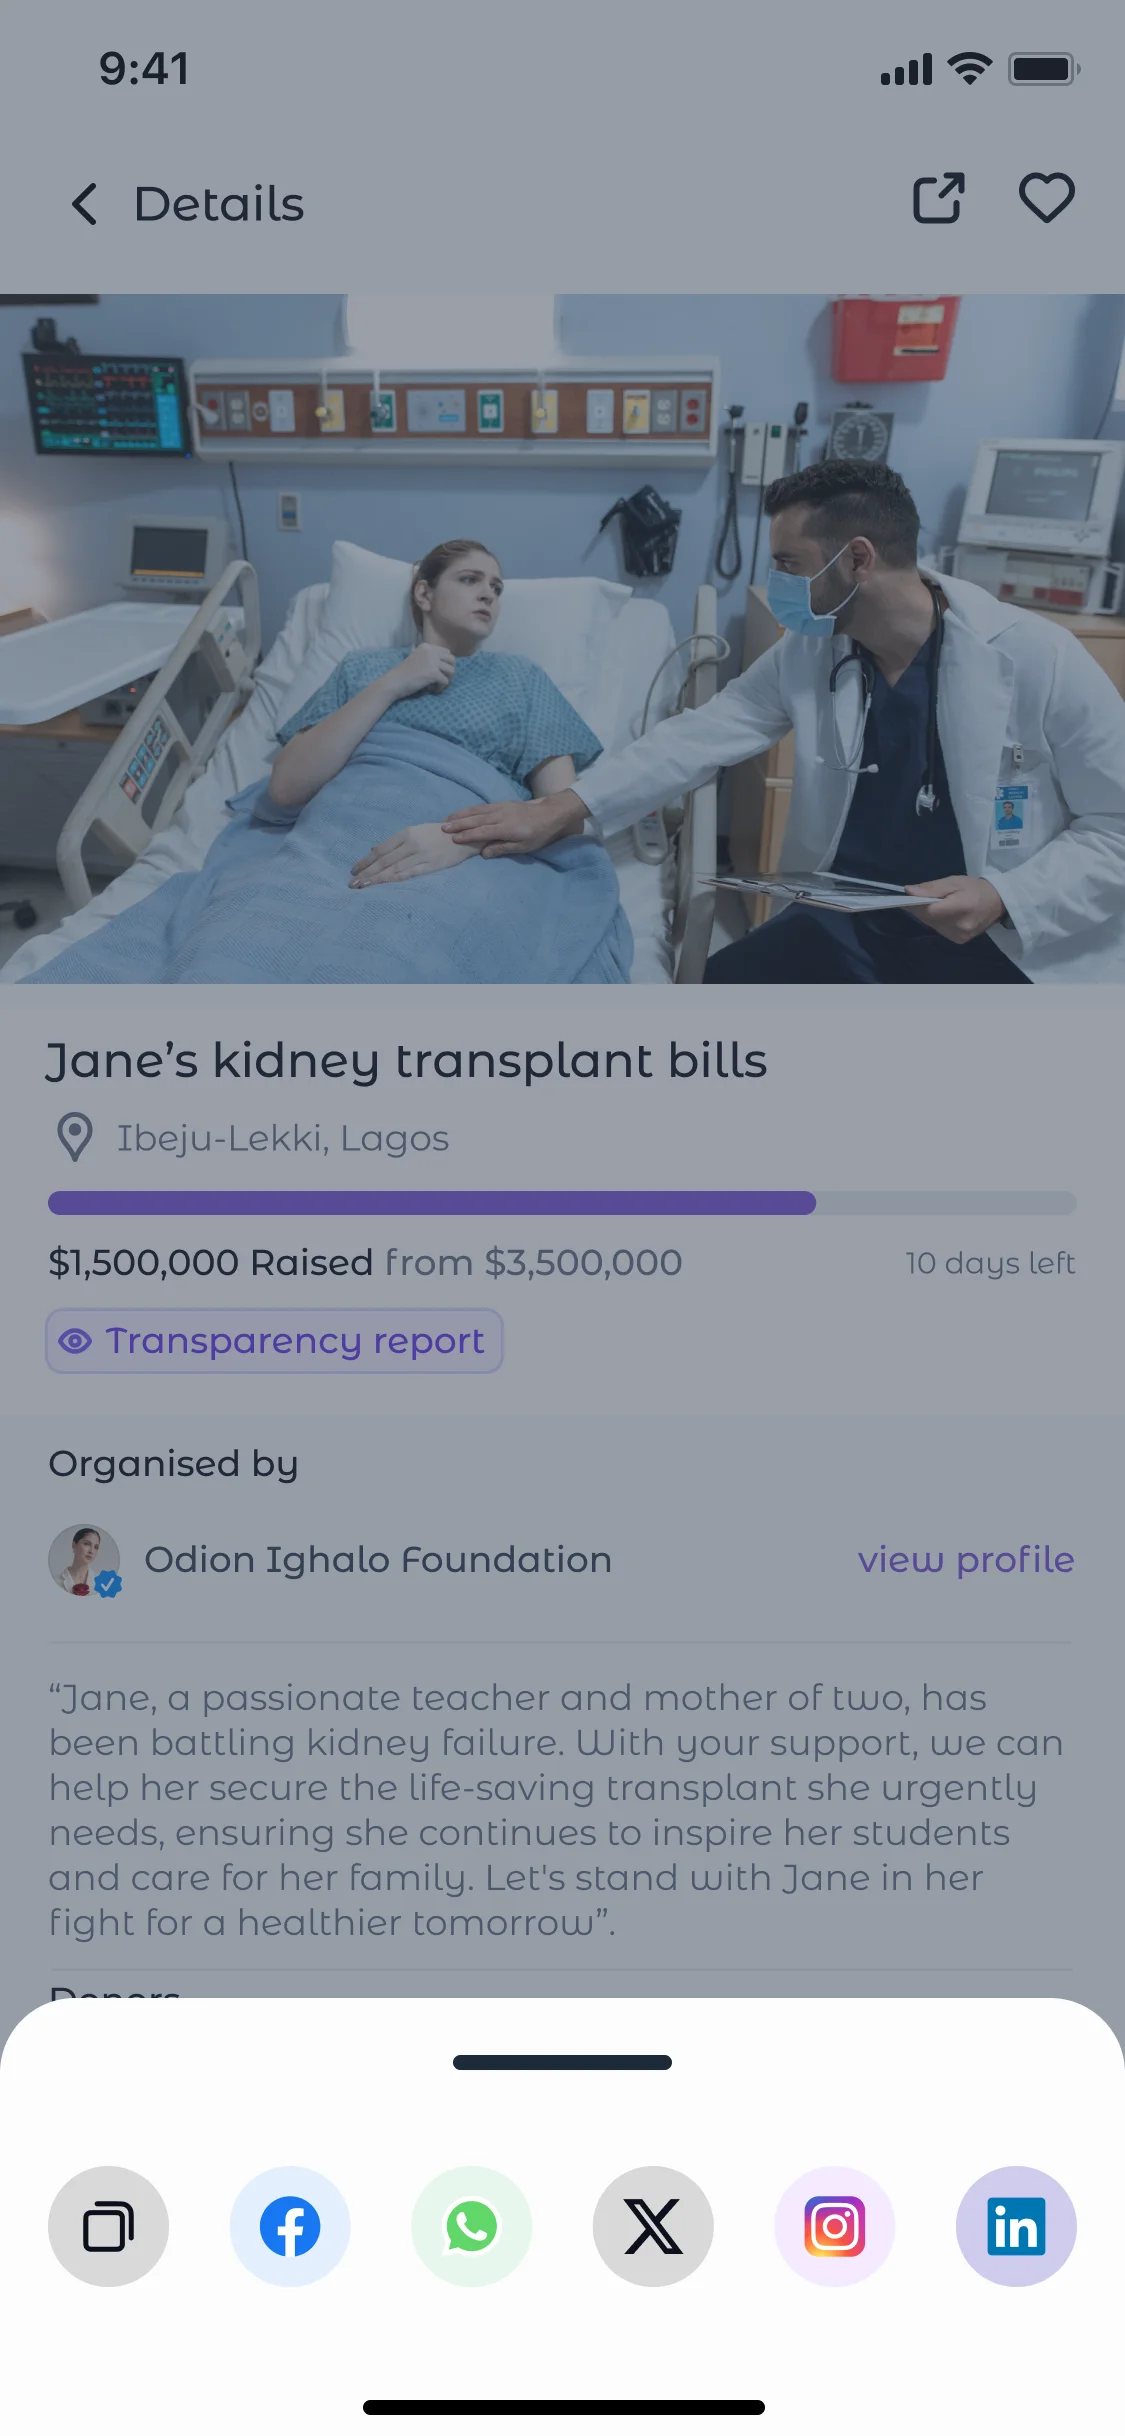 9:41
Details
PHILIPS
Jane’s kidney transplant bills
Ibeju-Lekki, Lagos
$1,500,000 Raised from $3,500,000
10 days left
Transparency report
Organised by
Odion Ighalo Foundation
view profile
“Jane, a passionate teacher and mother of two, has
been battling kidney failure. With your support, we can
help her secure the life-saving transplant she urgently
needs, ensuring she continues to inspire her students
and care for her family. Let's stand with Jane in her
fight for a healthier tomorrow”.
Donors